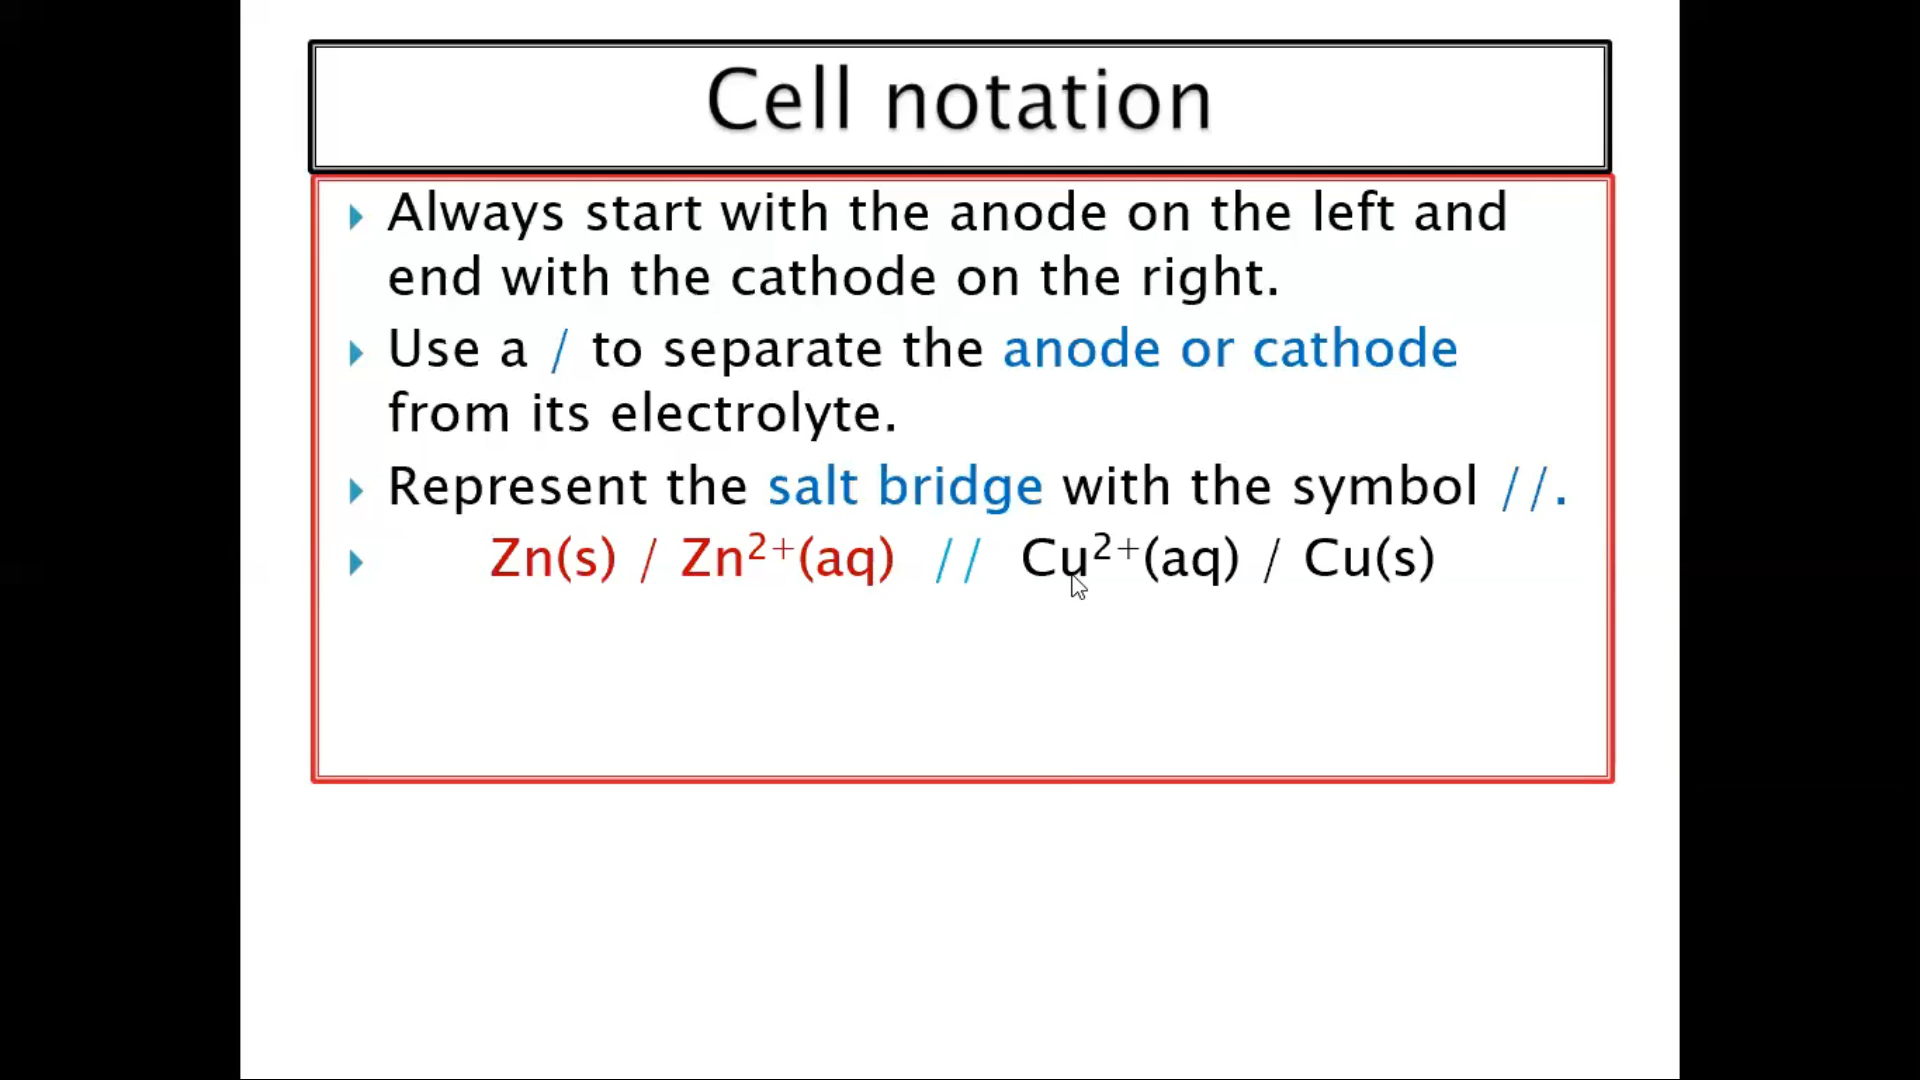 Cell notation
Always start with the anode on the left and
end with the cathode on the right.
Use a / to separate the anode or cathode
from its electrolyte.
Represent the salt bridge with the symbol //.
Zn(s) / Zn²⁺(aq) // Cu²⁺(aq) / Cu(s)